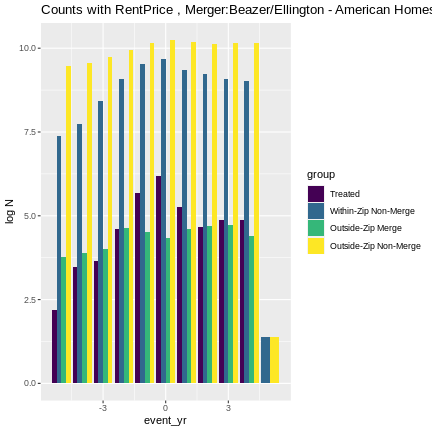 Counts with RentPrice , Merger:Beazer/Ellington - American Homes
10.0
7.5
5.0
2.5
0.0
log N
-3
0
3
event_yr
group
Treated
Within-Zip Non-Merge
Outside-Zip Merge
Outside-Zip Non-Merge